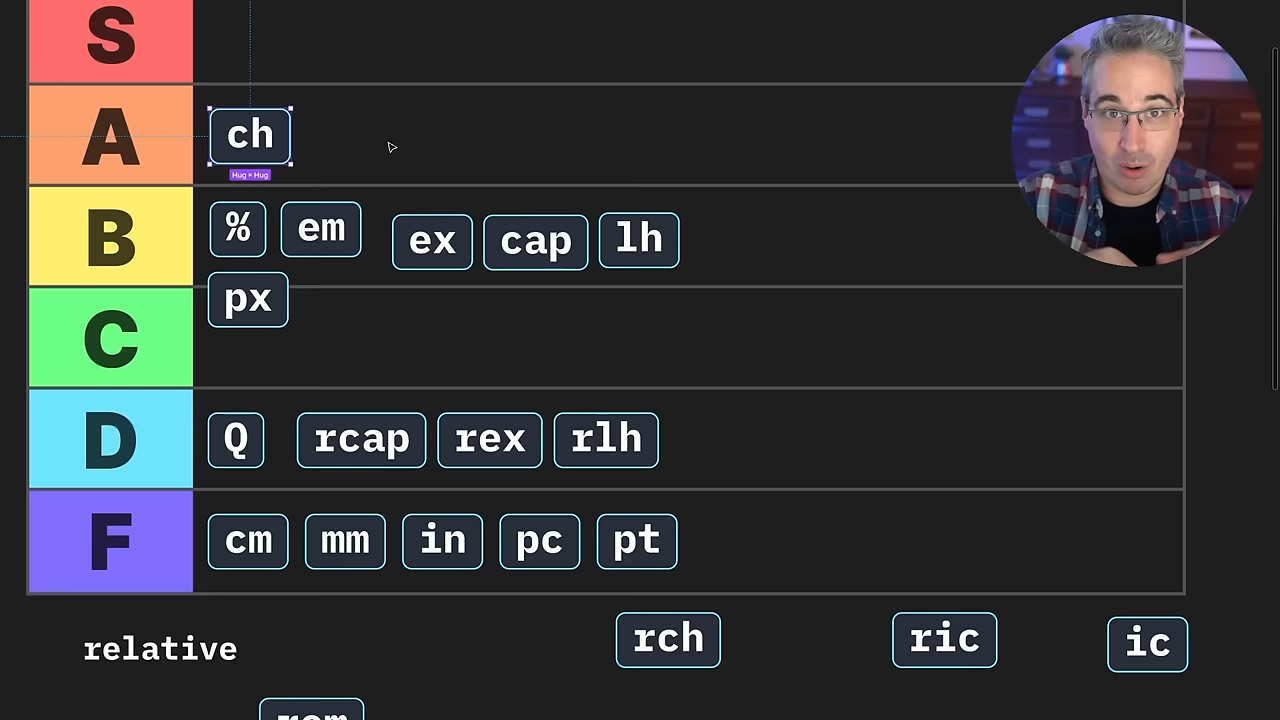 S
A ch
Hug × Hug
B % em ex cap lh
px
C
D Q rcap rex rlh
F cm mm in pc pt
relative rch ric ic
rem